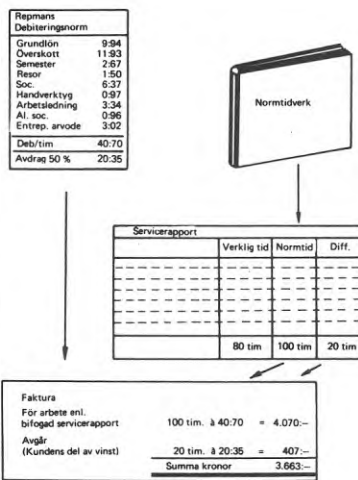 Repmans
Debiteringsnorm
Grundlön 9:94
Överskott 11:93
Semester 2:67
Resor 1:50
Soc. 6:37
Handverktyg 0:97
Arbetsledning 3:34
Al. soc. 0:96
Entrep. arvode 3:02
Deb/tim 40:70
Avdrag 50 % 20:35
Normtidverk
Servicerapport
Verklig tid Normtid Diff.
80 tim 100 tim 20 tim
Faktura
För arbete enl.
bifogad servicerapport 100 tim. à 40:70 = 4.070:–
Avgår
(Kundens del av vinst) 20 tim à 20:35 = 407:–
Summa kronor 3.663:–